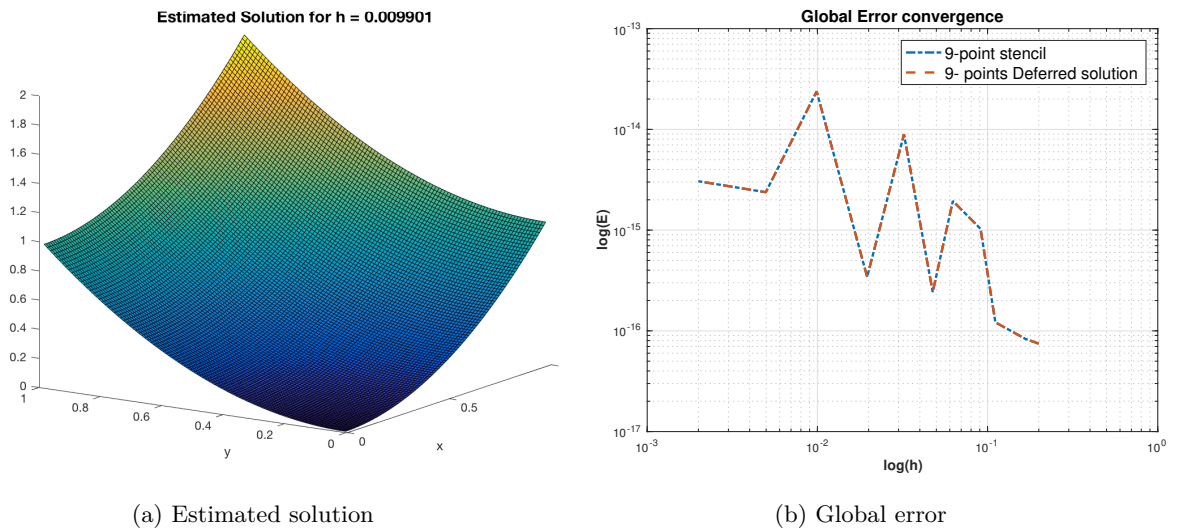 Estimated Solution for h = 0.009901
2
1.8
1.6
1.4
1.2
1
0.8
0.6
0.4
0.2
0
1
0.8
0.6
0.4
0.2
0
0
0.5
y
x
(a) Estimated solution
Global Error convergence
9-point stencil
9- points Deferred solution
10-13
10-14
10-15
10-16
10-17
log(E)
10-3
10-2
10-1
100
log(h)
(b) Global error